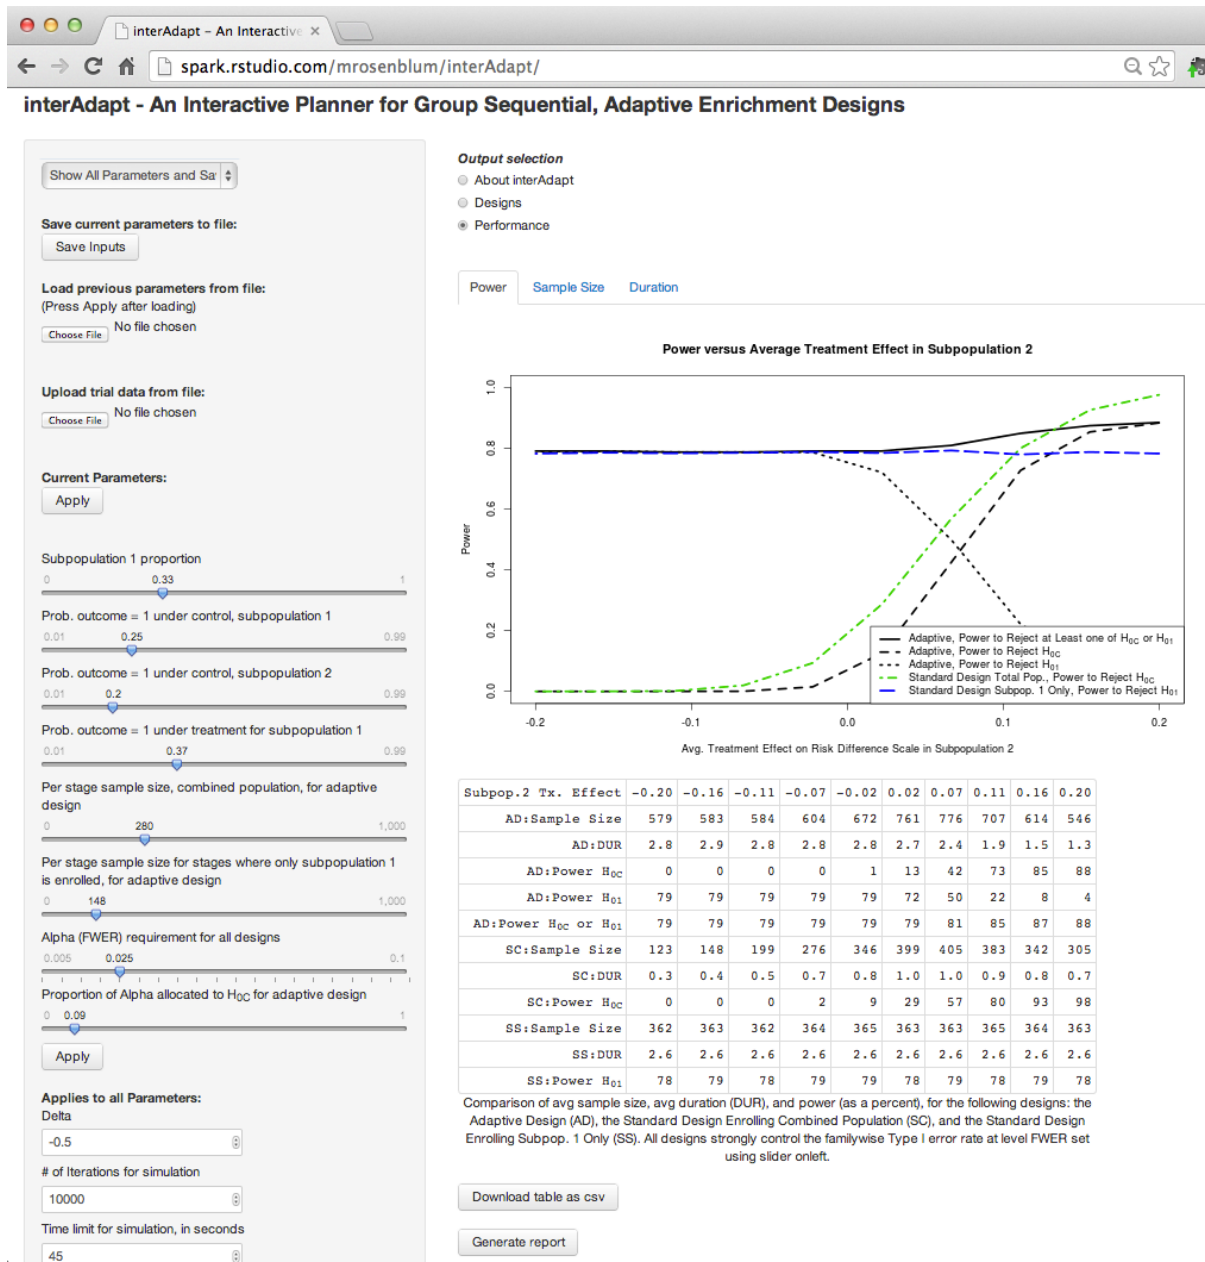 interAdapt – An Interactive
spark.rstudio.com/mrosenblum/interAdapt/
interAdapt - An Interactive Planner for Group Sequential, Adaptive Enrichment Designs
Show All Parameters and Sa
Save current parameters to file:
Save Inputs
Load previous parameters from file:
(Press Apply after loading)
Choose File No file chosen
Upload trial data from file:
Choose File No file chosen
Current Parameters:
Apply
Subpopulation 1 proportion
0 0.33 1
Prob. outcome = 1 under control, subpopulation 1
0.01 0.25 0.99
Prob. outcome = 1 under control, subpopulation 2
0.01 0.2 0.99
Prob. outcome = 1 under treatment for subpopulation 1
0.01 0.37 0.99
Per stage sample size, combined population, for adaptive
design
0 280 1,000
Per stage sample size for stages where only subpopulation 1
is enrolled, for adaptive design
0 148 1,000
Alpha (FWER) requirement for all designs
0.005 0.025 0.1
Proportion of Alpha allocated to H0C for adaptive design
0 0.09 1
Apply
Applies to all Parameters:
Delta
-0.5
# of Iterations for simulation
10000
Time limit for simulation, in seconds
45
Output selection
About interAdapt
Designs
Performance
Power Sample Size Duration
Power versus Average Treatment Effect in Subpopulation 2
1.0
0.8
0.6
0.4
0.2
0.0
Power
Adaptive, Power to Reject at Least one of H0C or H01
Adaptive, Power to Reject H0C
Adaptive, Power to Reject H01
Standard Design Total Pop., Power to Reject H0C
Standard Design Subpop. 1 Only, Power to Reject H01
-0.2 -0.1 0.0 0.1 0.2
Avg. Treatment Effect on Risk Difference Scale in Subpopulation 2
Subpop.2 Tx. Effect -0.20 -0.16 -0.11 -0.07 -0.02 0.02 0.07 0.11 0.16 0.20
AD:Sample Size 579 583 584 604 672 761 776 707 614 546
AD:DUR 2.8 2.9 2.8 2.8 2.8 2.7 2.4 1.9 1.5 1.3
AD:Power H0C 0 0 0 0 1 13 42 73 85 88
AD:Power H01 79 79 79 79 79 72 50 22 8 4
AD:Power H0C or H01 79 79 79 79 79 79 81 85 87 88
SC:Sample Size 123 148 199 276 346 399 405 383 342 305
SC:DUR 0.3 0.4 0.5 0.7 0.8 1.0 1.0 0.9 0.8 0.7
SC:Power H0C 0 0 0 2 9 29 57 80 93 98
SS:Sample Size 362 363 362 364 365 363 363 365 364 363
SS:DUR 2.6 2.6 2.6 2.6 2.6 2.6 2.6 2.6 2.6 2.6
SS:Power H01 78 79 78 79 79 78 79 78 79 78
Comparison of avg sample size, avg duration (DUR), and power (as a percent), for the following designs: the
Adaptive Design (AD), the Standard Design Enrolling Combined Population (SC), and the Standard Design
Enrolling Subpop. 1 Only (SS). All designs strongly control the familywise Type I error rate at level FWER set
using slider onleft.
Download table as csv
Generate report